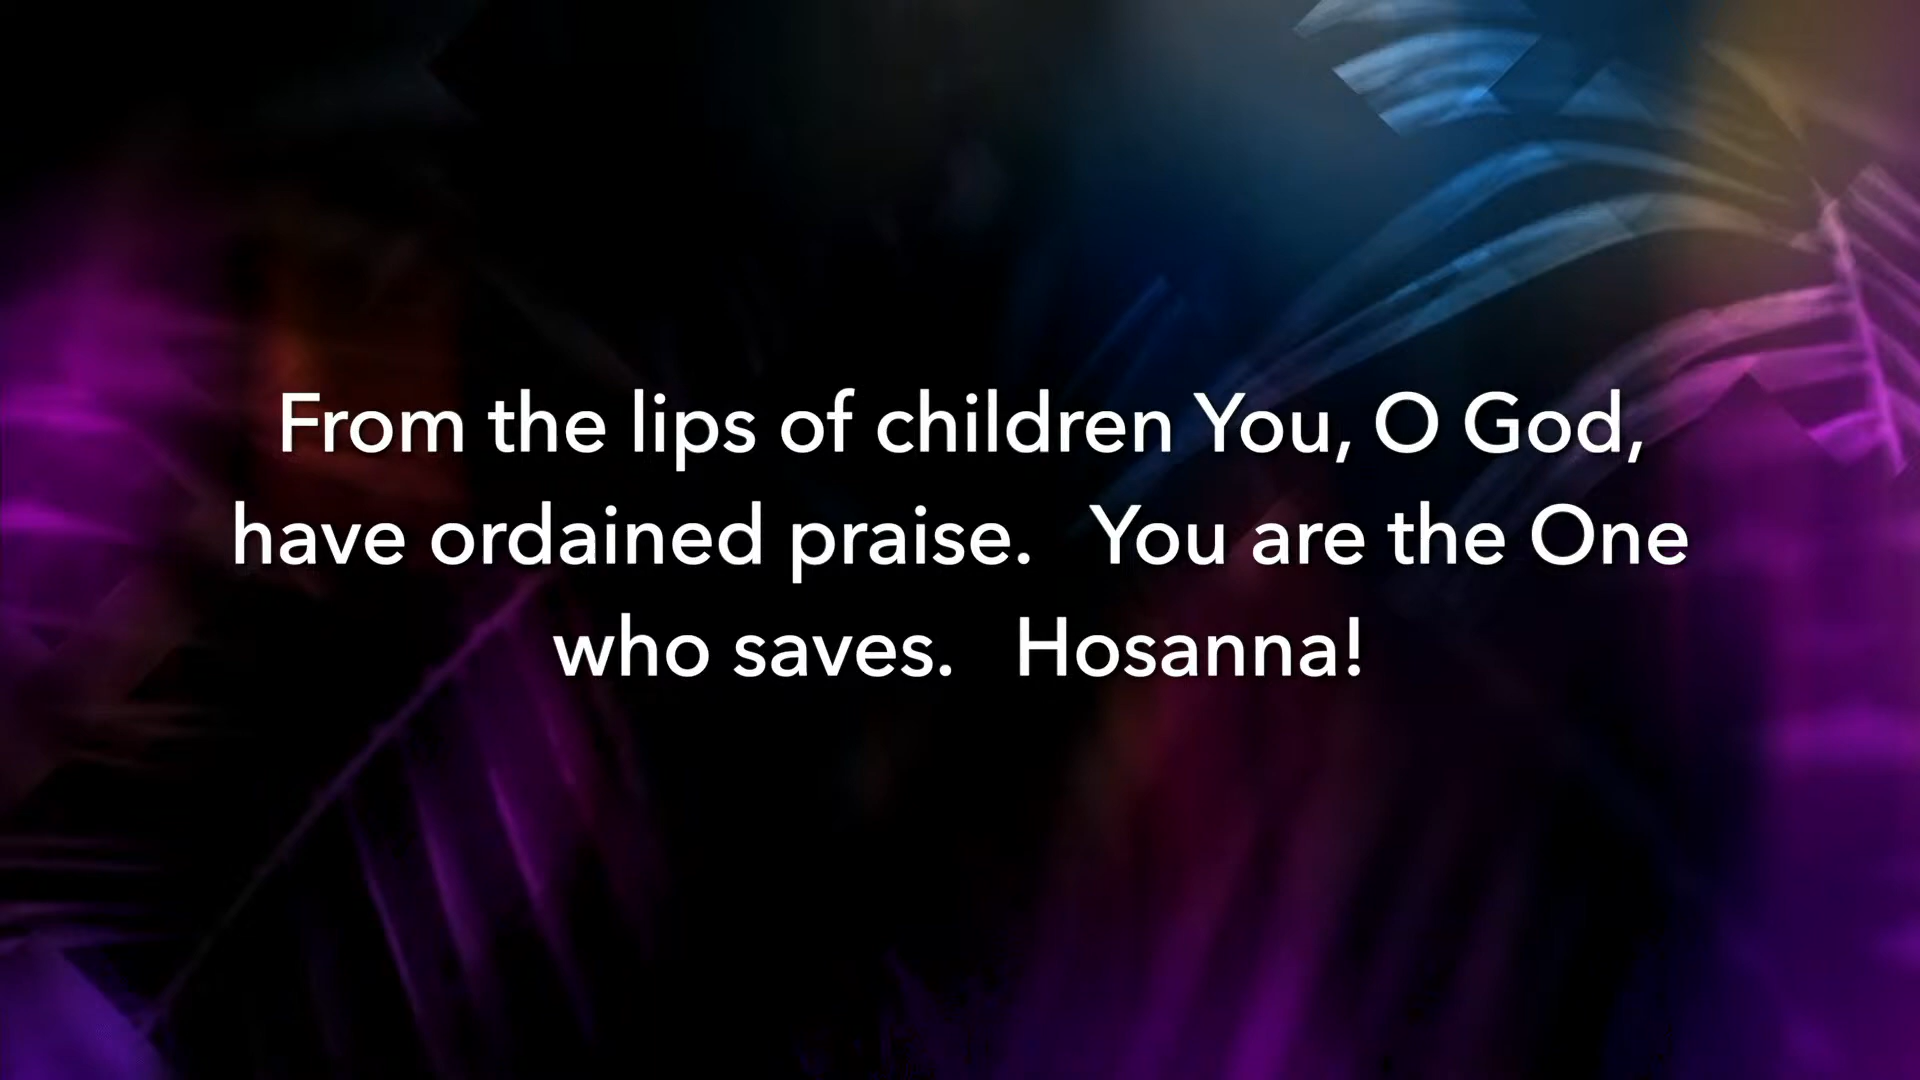 From the lips of children You, O God,
have ordained praise.   You are the One
who saves.   Hosanna!